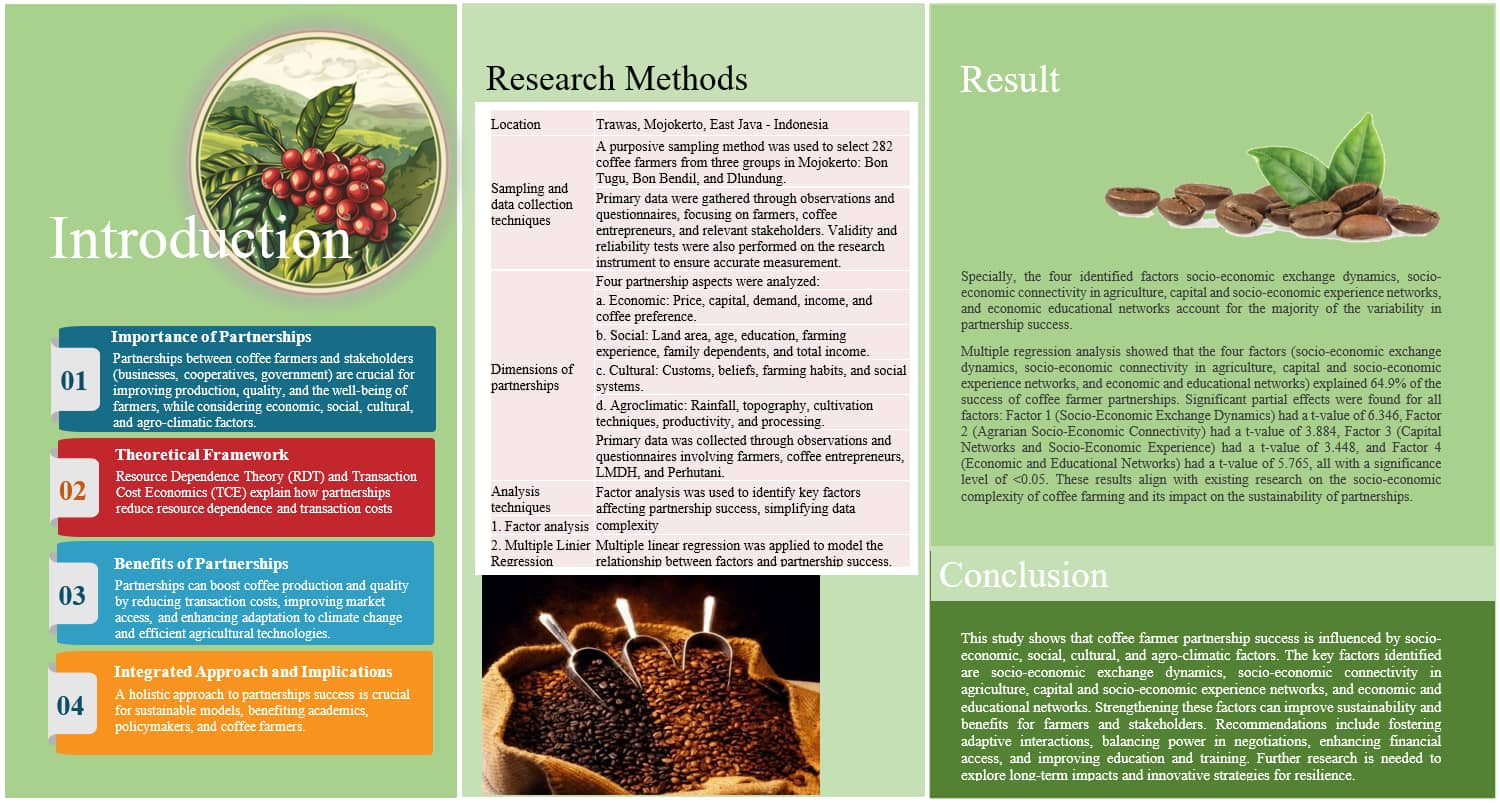 Introduction
01
Importance of Partnerships
Partnerships between coffee farmers and stakeholders
(businesses, cooperatives, government) are crucial for
improving production, quality, and the well-being of
farmers, while considering economic, social, cultural,
and agro-climatic factors.
02
Theoretical Framework
Resource Dependence Theory (RDT) and Transaction
Cost Economics (TCE) explain how partnerships
reduce resource dependence and transaction costs
03
Benefits of Partnerships
Partnerships can boost coffee production and quality
by reducing transaction costs, improving market
access, and enhancing adaptation to climate change
and efficient agricultural technologies.
04
Integrated Approach and Implications
A holistic approach to partnerships success is crucial
for sustainable models, benefiting academics,
policymakers, and coffee farmers.
Research Methods
Location
Trawas, Mojokerto, East Java - Indonesia
Sampling and
data collection
techniques
A purposive sampling method was used to select 282
coffee farmers from three groups in Mojokerto: Bon
Tugu, Bon Bendil, and Dlundung.
Primary data were gathered through observations and
questionnaires, focusing on farmers, coffee
entrepreneurs, and relevant stakeholders. Validity and
reliability tests were also performed on the research
instrument to ensure accurate measurement.
Dimensions of
partnerships
Four partnership aspects were analyzed:
a. Economic: Price, capital, demand, income, and
coffee preference.
b. Social: Land area, age, education, farming
experience, family dependents, and total income.
c. Cultural: Customs, beliefs, farming habits, and social
systems.
d. Agroclimatic: Rainfall, topography, cultivation
techniques, productivity, and processing.
Primary data was collected through observations and
questionnaires involving farmers, coffee entrepreneurs,
LMDH, and Perhutani.
Analysis
techniques
1. Factor analysis
Factor analysis was used to identify key factors
affecting partnership success, simplifying data
complexity
2. Multiple Linier
Regression
Multiple linear regression was applied to model the
relationship between factors and partnership success.
Result
Specially, the four identified factors socio-economic exchange dynamics, socio-
economic connectivity in agriculture, capital and socio-economic experience networks,
and economic educational networks account for the majority of the variability in
partnership success.
Multiple regression analysis showed that the four factors (socio-economic exchange
dynamics, socio-economic connectivity in agriculture, capital and socio-economic
experience networks, and economic and educational networks) explained 64.9% of the
success of coffee farmer partnerships. Significant partial effects were found for all
factors: Factor 1 (Socio-Economic Exchange Dynamics) had a t-value of 6.346, Factor
2 (Agrarian Socio-Economic Connectivity) had a t-value of 3.884, Factor 3 (Capital
Networks and Socio-Economic Experience) had a t-value of 3.448, and Factor 4
(Economic and Educational Networks) had a t-value of 5.765, all with a significance
level of <0.05. These results align with existing research on the socio-economic
complexity of coffee farming and its impact on the sustainability of partnerships.
Conclusion
This study shows that coffee farmer partnership success is influenced by socio-
economic, social, cultural, and agro-climatic factors. The key factors identified
are socio-economic exchange dynamics, socio-economic connectivity in
agriculture, capital and socio-economic experience networks, and economic and
educational networks. Strengthening these factors can improve sustainability and
benefits for farmers and stakeholders. Recommendations include fostering
adaptive interactions, balancing power in negotiations, enhancing financial
access, and improving education and training. Further research is needed to
explore long-term impacts and innovative strategies for resilience.